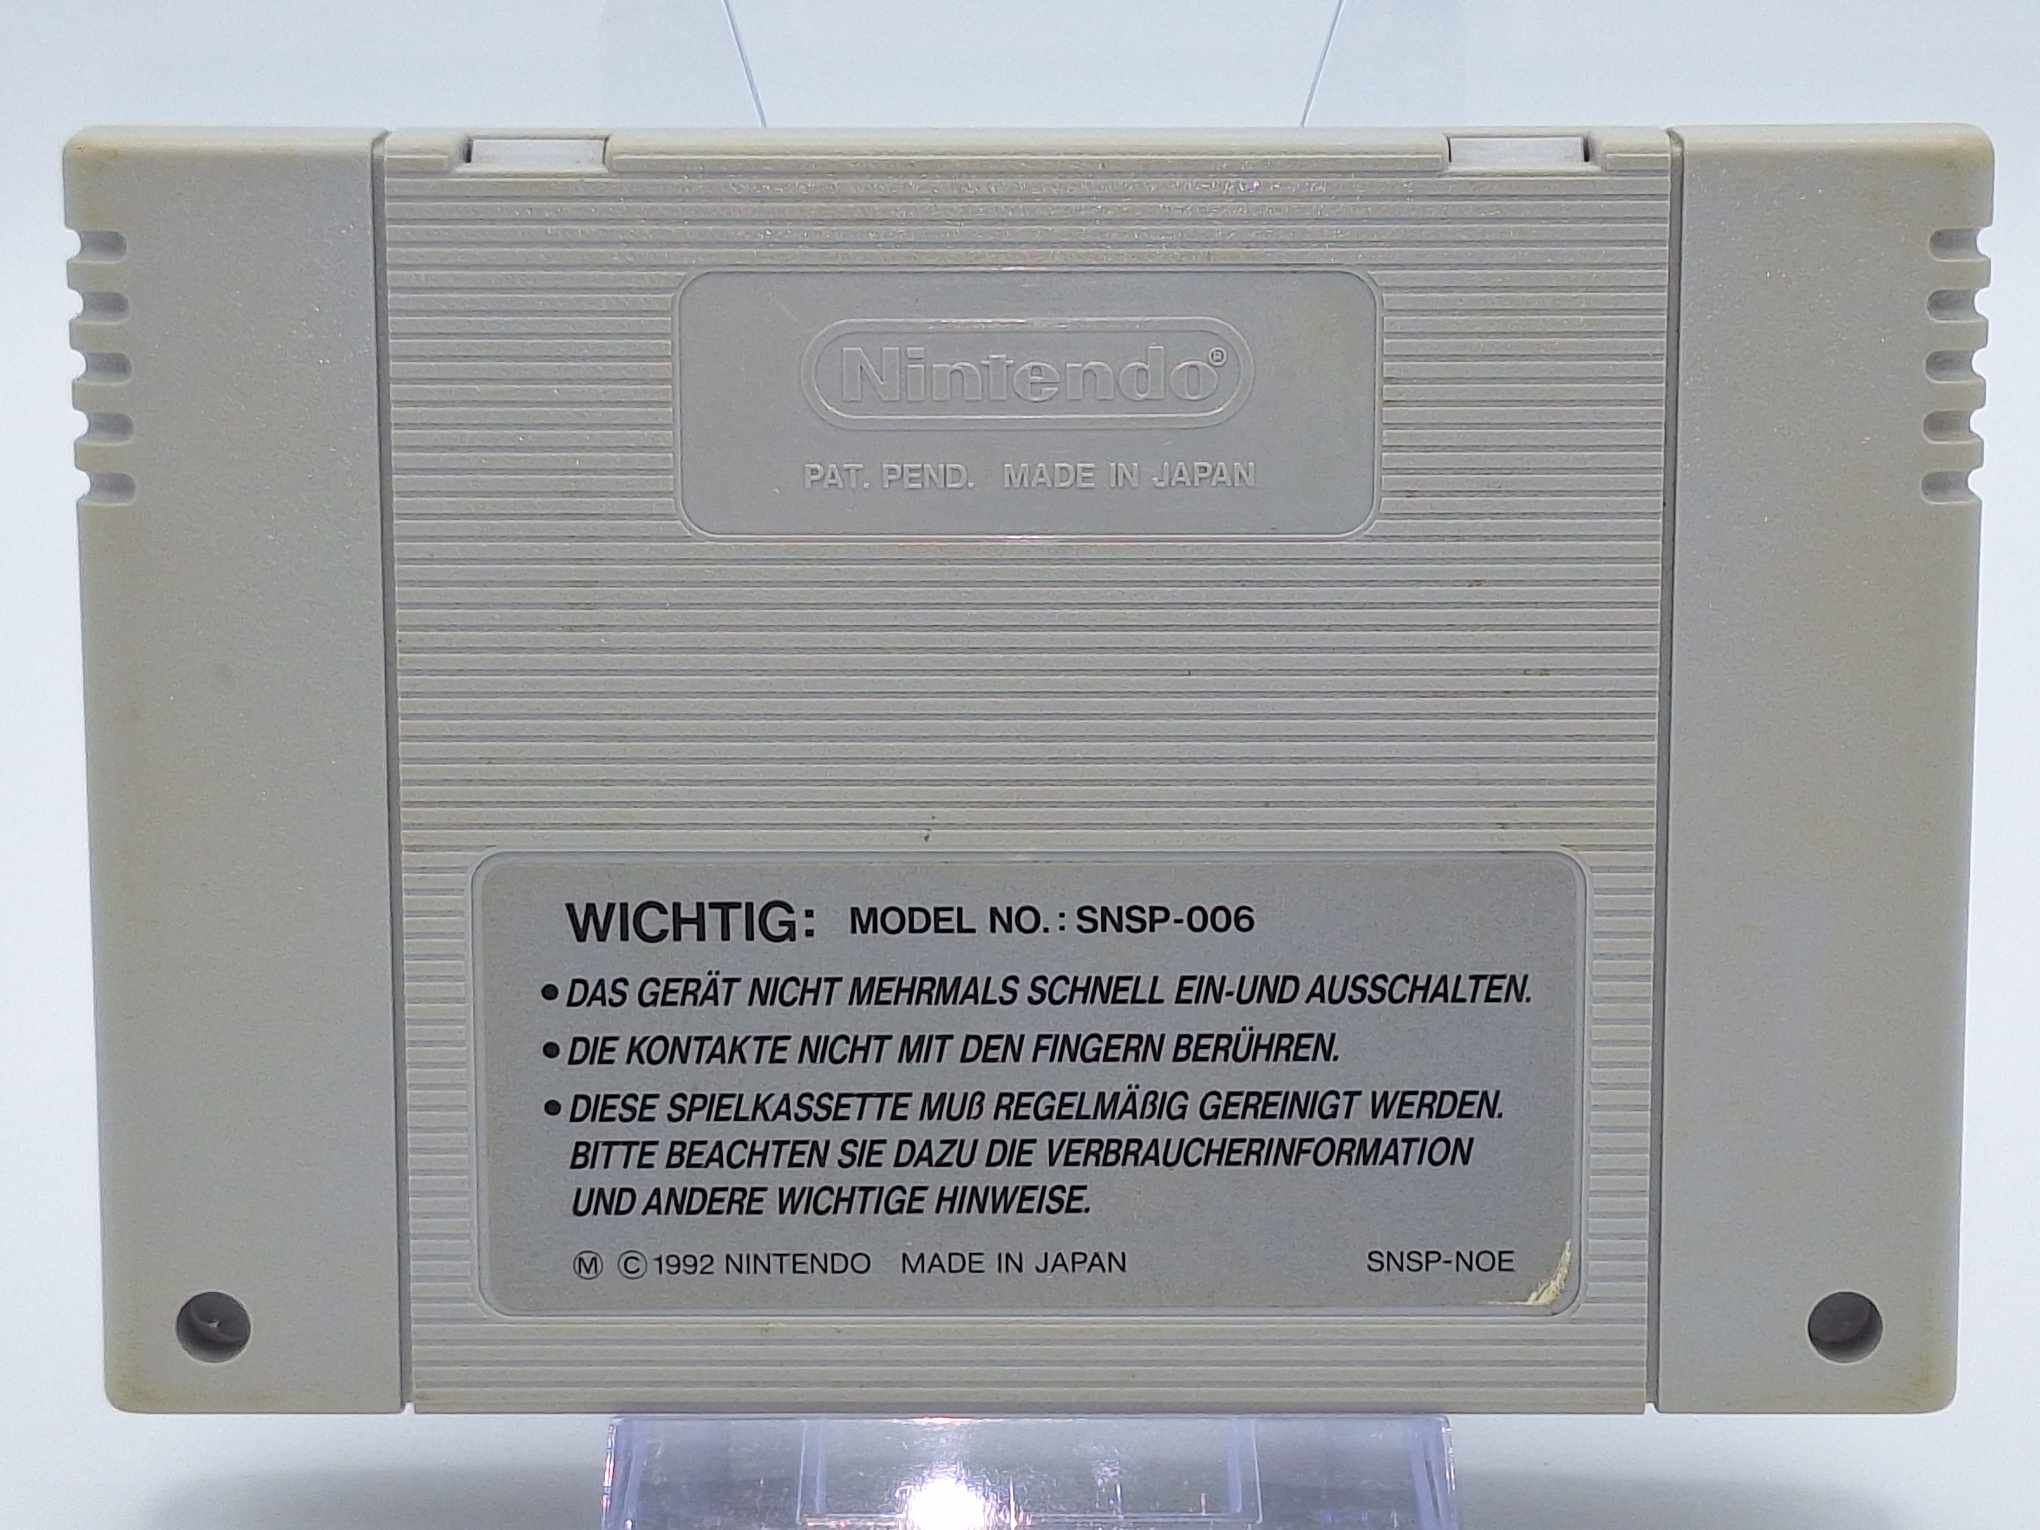 Nintendo®
PAT. PEND. MADE IN JAPAN
WICHTIG: MODEL NO.: SNSP-006
• DAS GERÄT NICHT MEHRMALS SCHNELL EIN-UND AUSSCHALTEN.
• DIE KONTAKTE NICHT MIT DEN FINGERN BERÜHREN.
• DIESE SPIELKASSETTE MUß REGELMÄßIG GEREINIGT WERDEN.
BITTE BEACHTEN SIE DAZU DIE VERBRAUCHERINFORMATION
UND ANDERE WICHTIGE HINWEISE.
Ⓜ ©1992 NINTENDO MADE IN JAPAN SNSP-NOE